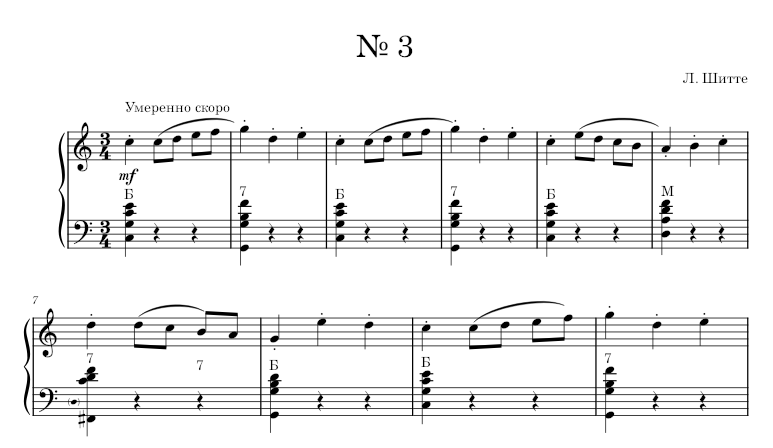 № 3
Л. Шитте
Умеренно скоро
mf
Б 7 Б 7 Б М
7
7 7 Б Б 7